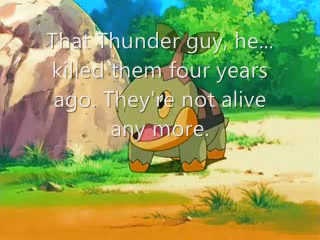 That Thunder guy, he...
killed them four years
ago. They're not alive
any more.